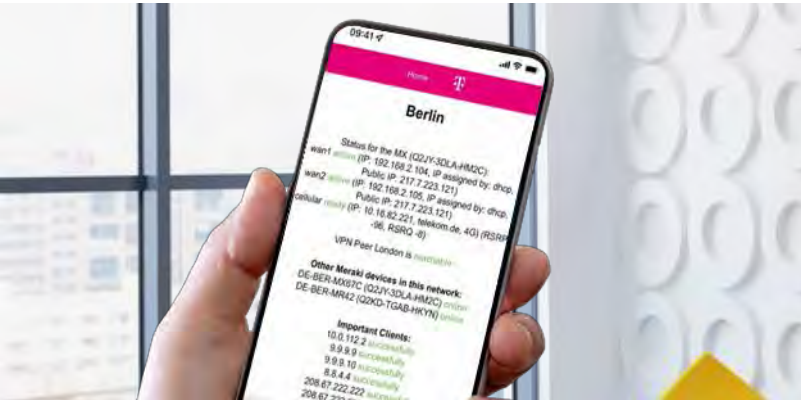 09:41
Home T
Berlin
Status for the MX (Q2JY-3DLA-HM2C):
wan1 active (IP: 192.168.2.104, IP assigned by: dhcp,
Public IP: 217.7.223.121)
wan2 active (IP: 192.168.2.105, IP assigned by: dhcp,
Public IP: 217.7.223.121)
cellular ready (IP: 10.16.82.221, telekom.de, 4G) (RSRP
-96, RSRQ -8)
VPN Peer London is reachable
Other Meraki devices in this network:
DE-BER-MX67C (Q2JY-3DLA-HM2C) online
DE-BER-MR42 (Q2KD-TGAB-HKYN) online
Important Clients:
10.0.112.2 successfully
9.9.9.9 successfully
9.9.9.10 successfully
8.8.4.4 successfully
208.67.222.222 successfully